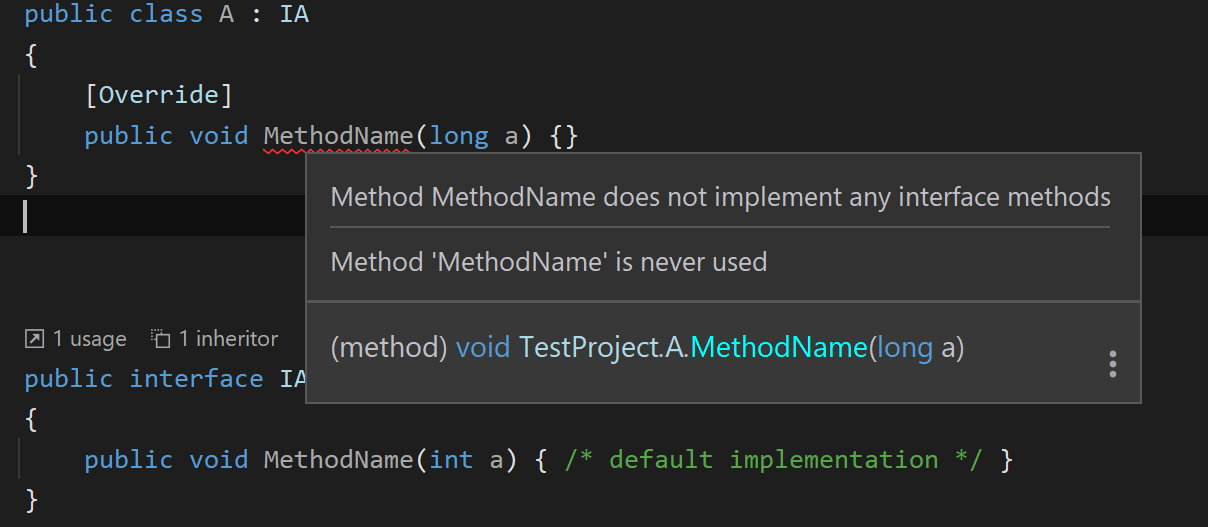 public class A : IA
{
[Override]
public void MethodName(long a) {}
}
Method MethodName does not implement any interface methods
Method 'MethodName' is never used
(method) void TestProject.A.MethodName(long a)
1 usage 1 inheritor
public interface IA
{
public void MethodName(int a) { /* default implementation */ }
}